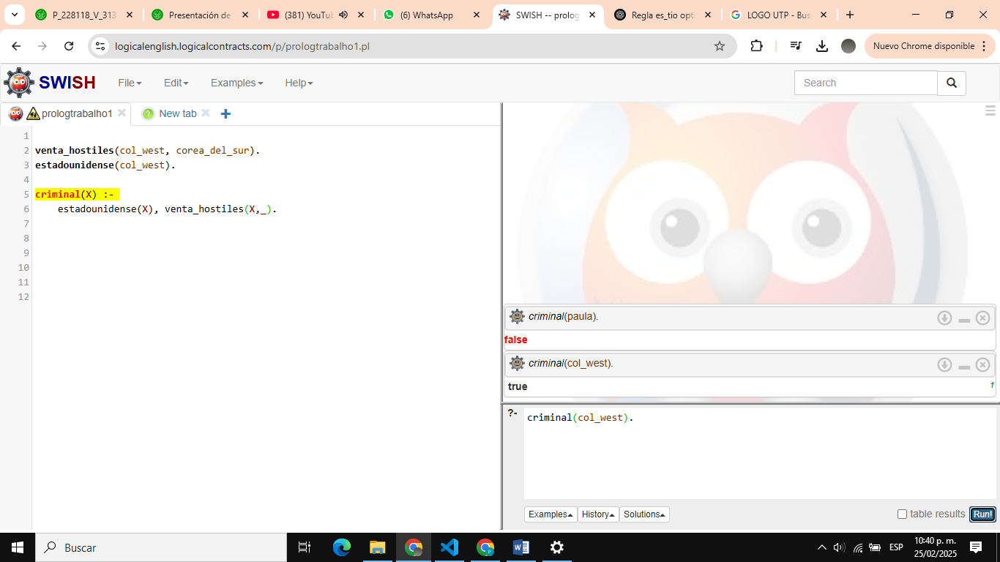 P_228118_V_313
Presentación de
(381) YouTub
(6) WhatsApp
SWISH -- prolog
Regla es_tio opti
LOGO UTP - Bus
logicalenglish.logicalcontracts.com/p/prologtrabalho1.pl
Nuevo Chrome disponible
SWISH
File
Edit
Examples
Help
Search
prologtrabalho1
New tab
1
2 venta_hostiles(col_west, corea_del_sur).
3 estadounidense(col_west).
4
5 criminal(X) :-
6 estadounidense(X), venta_hostiles(X,_).
7
8
9
10
11
12
criminal(paula).
false
criminal(col_west).
true
1
?- criminal(col_west).
Examples
History
Solutions
table results
Run!
Buscar
ESP
10:40 p. m.
25/02/2025